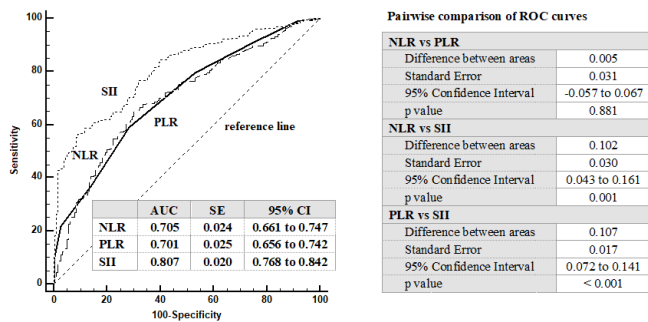 Sensitivity
100
80
60
40
20
0
SII
NLR
PLR
reference line
AUC SE 95% CI
NLR 0.705 0.024 0.661 to 0.747
PLR 0.701 0.025 0.656 to 0.742
SII 0.807 0.020 0.768 to 0.842
0 20 40 60 80 100
100-Specificity
Pairwise comparison of ROC curves
NLR vs PLR
Difference between areas 0.005
Standard Error 0.031
95% Confidence Interval -0.057 to 0.067
p value 0.881
NLR vs SII
Difference between areas 0.102
Standard Error 0.030
95% Confidence Interval 0.043 to 0.161
p value 0.001
PLR vs SII
Difference between areas 0.107
Standard Error 0.017
95% Confidence Interval 0.072 to 0.141
p value < 0.001